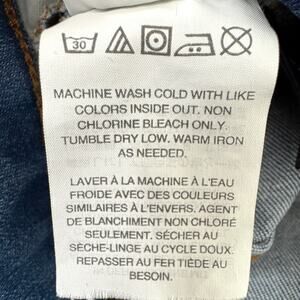 30
MACHINE WASH COLD WITH LIKE
COLORS INSIDE OUT. NON
CHLORINE BLEACH ONLY.
TUMBLE DRY LOW. WARM IRON
AS NEEDED.
LAVER À LA MACHINE À L'EAU
FROIDE AVEC DES COULEURS
SIMILAIRES À L'ENVERS. AGENT
DE BLANCHIMENT NON CHLORÉ
SEULEMENT. SÉCHER AU
SÈCHE-LINGE AU CYCLE DOUX.
REPASSER AU FER TIÈDE AU
BESOIN.